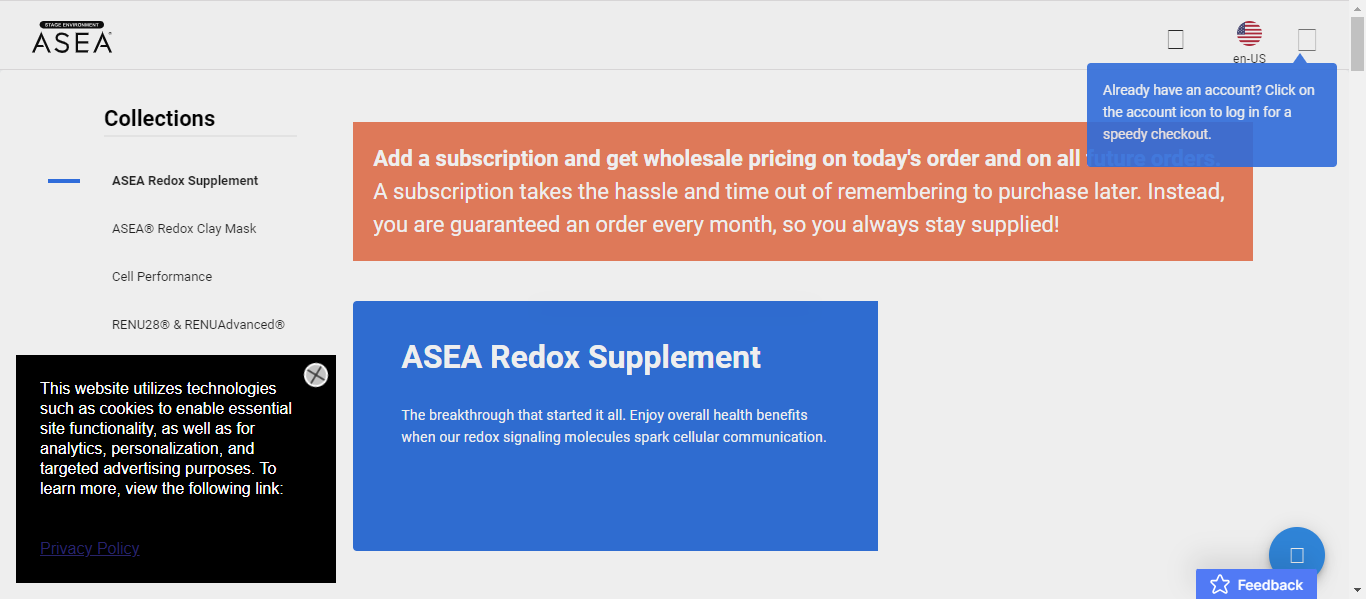 STAGE ENVIRONMENT
ASEA
en-US
Already have an account? Click on
the account icon to log in for a
speedy checkout.
Collections
ASEA Redox Supplement
ASEA® Redox Clay Mask
Cell Performance
RENU28® & RENUAdvanced®
Add a subscription and get wholesale pricing on today's order and on all future orders.
A subscription takes the hassle and time out of remembering to purchase later. Instead,
you are guaranteed an order every month, so you always stay supplied!
ASEA Redox Supplement
The breakthrough that started it all. Enjoy overall health benefits
when our redox signaling molecules spark cellular communication.
This website utilizes technologies
such as cookies to enable essential
site functionality, as well as for
analytics, personalization, and
targeted advertising purposes. To
learn more, view the following link:
Privacy Policy
Feedback